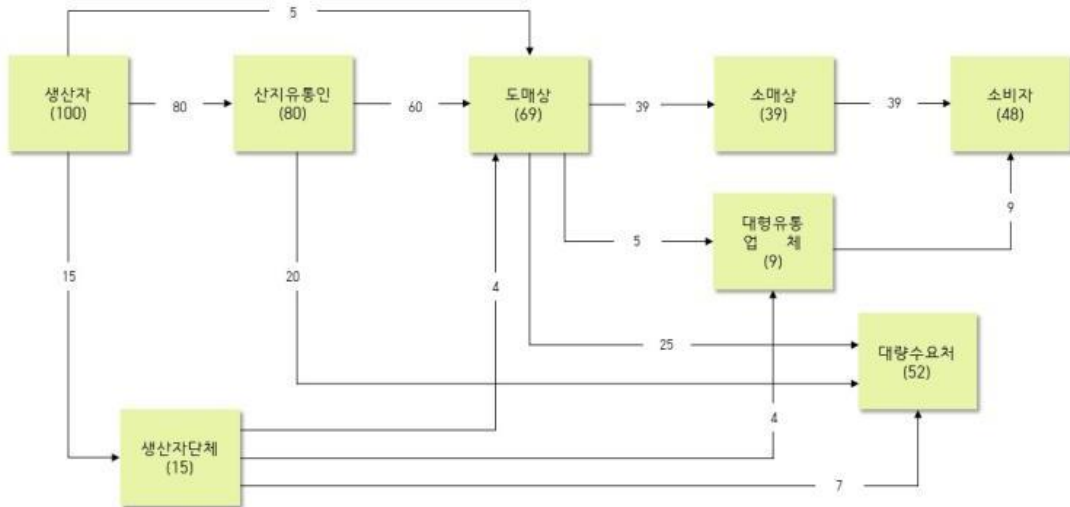 5
생산자
(100)
80
산지유통인
(80)
60
도매상
(69)
39
소매상
(39)
39
소비자
(48)
대형유통
업 체
(9)
5
9
15
20
4
25
대량수요처
(52)
4
생산자단체
(15)
7